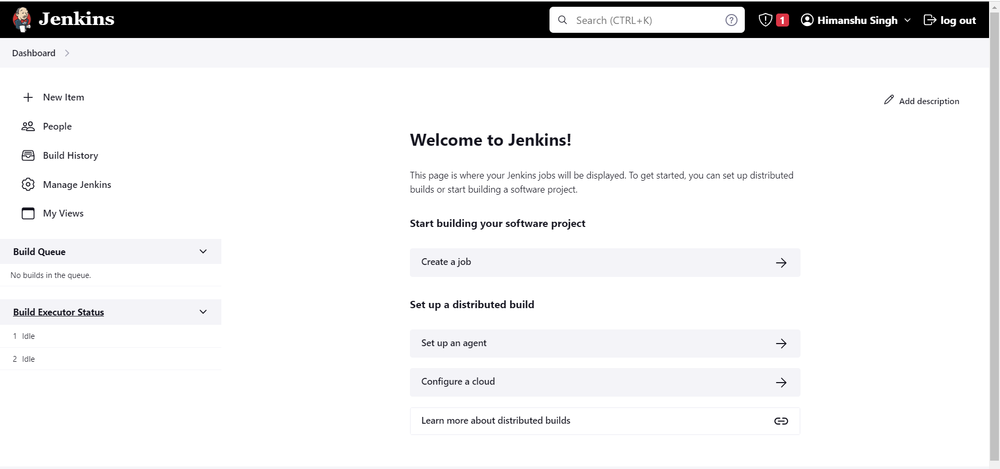 Jenkins
Search (CTRL+K)
1
Himanshu Singh
log out
Dashboard
New Item
People
Build History
Manage Jenkins
My Views
Build Queue
No builds in the queue.
Build Executor Status
1 Idle
2 Idle
Add description
Welcome to Jenkins!
This page is where your Jenkins jobs will be displayed. To get started, you can set up distributed
builds or start building a software project.
Start building your software project
Create a job
Set up a distributed build
Set up an agent
Configure a cloud
Learn more about distributed builds